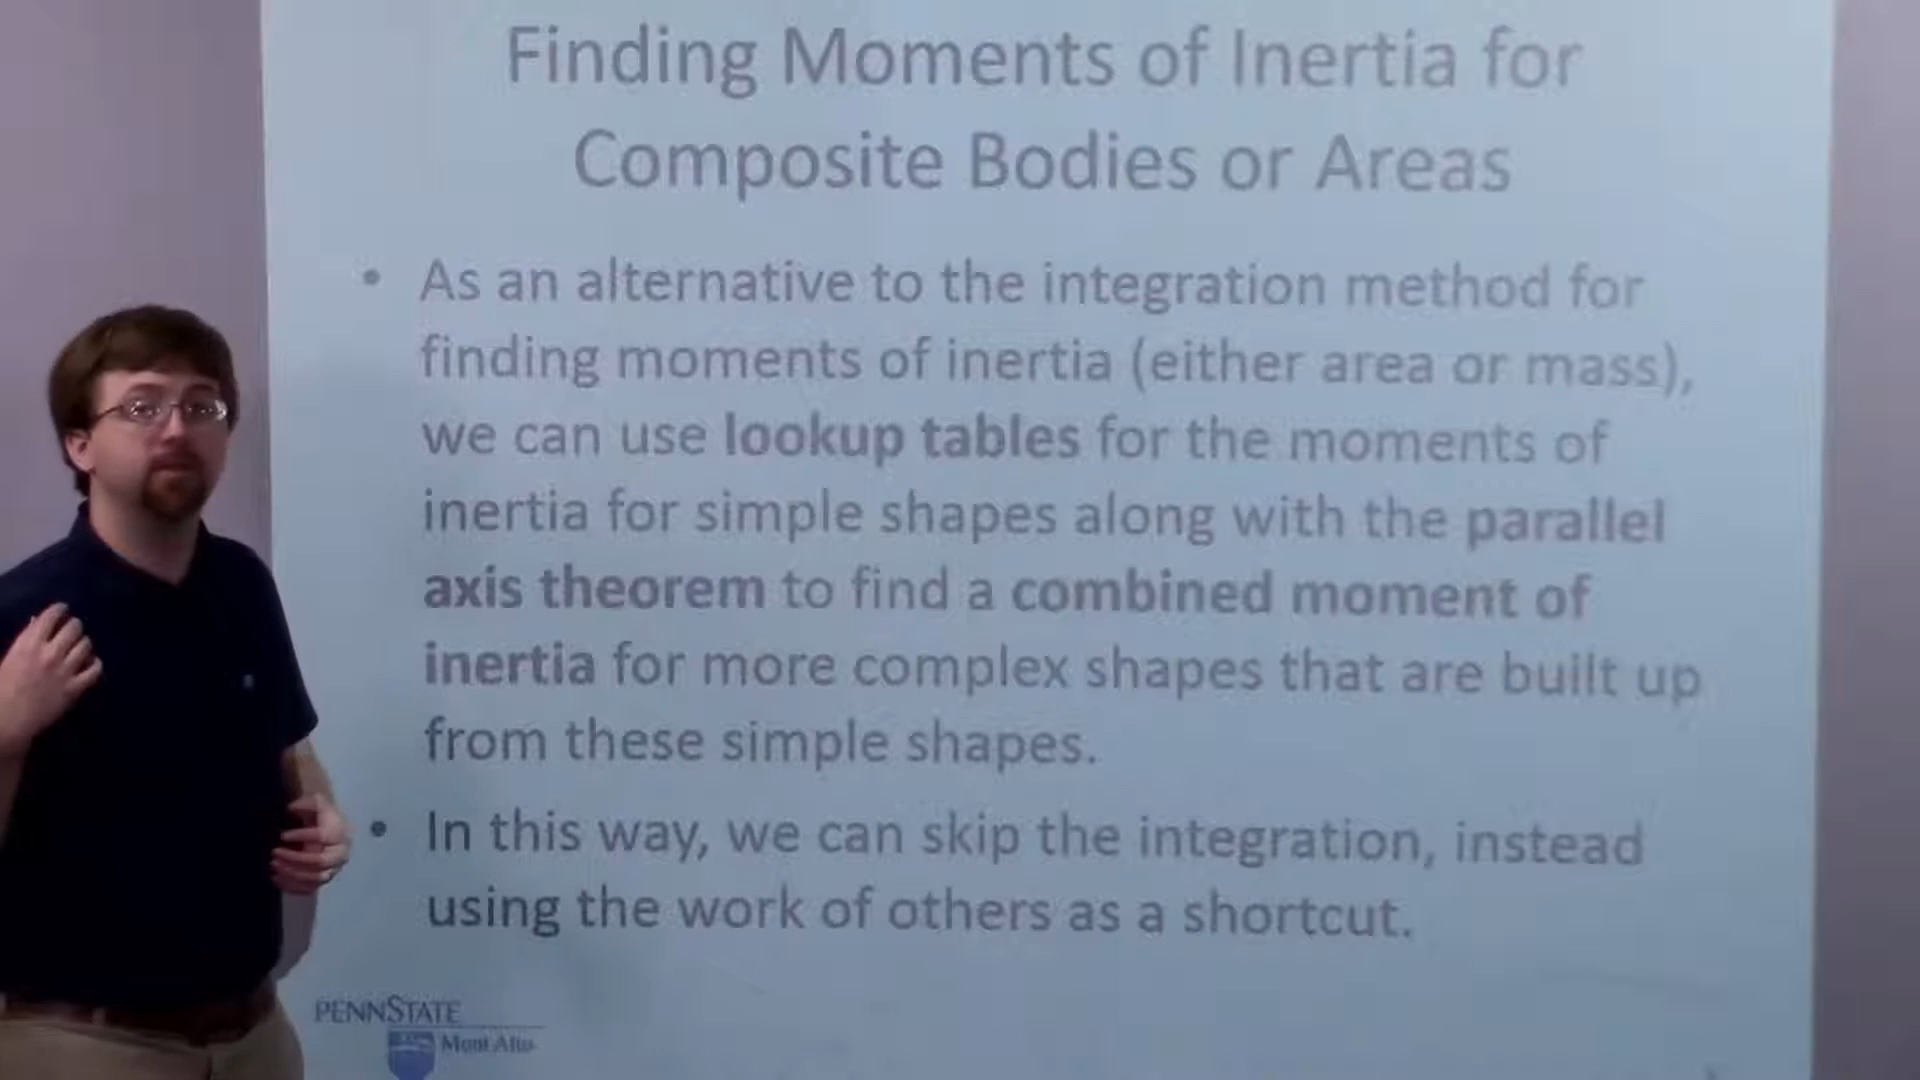 Finding Moments of Inertia for
Composite Bodies or Areas
• As an alternative to the integration method for
finding moments of inertia (either area or mass),
we can use lookup tables for the moments of
inertia for simple shapes along with the parallel
axis theorem to find a combined moment of
inertia for more complex shapes that are built up
from these simple shapes.
• In this way, we can skip the integration, instead
using the work of others as a shortcut.
PENNSTATE
Mont Alto